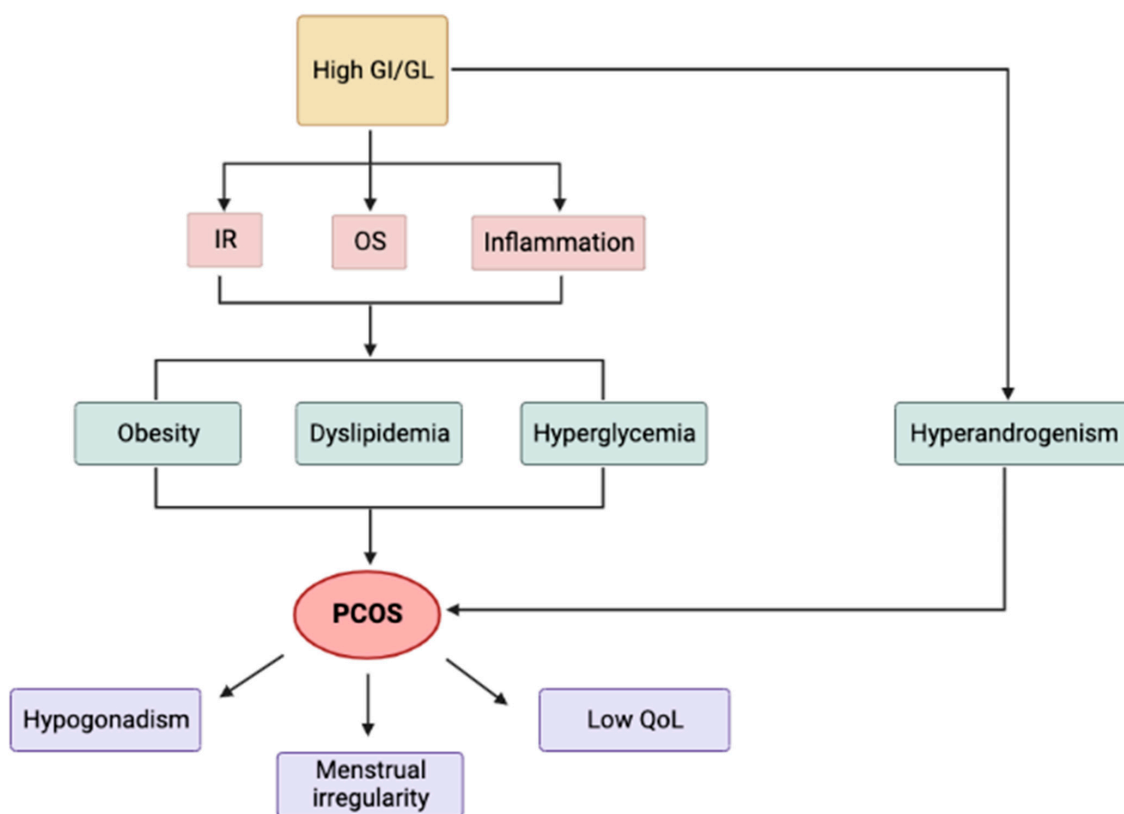 High GI/GL
IR
OS
Inflammation
Obesity
Dyslipidemia
Hyperglycemia
Hyperandrogenism
PCOS
Hypogonadism
Low QoL
Menstrual
irregularity